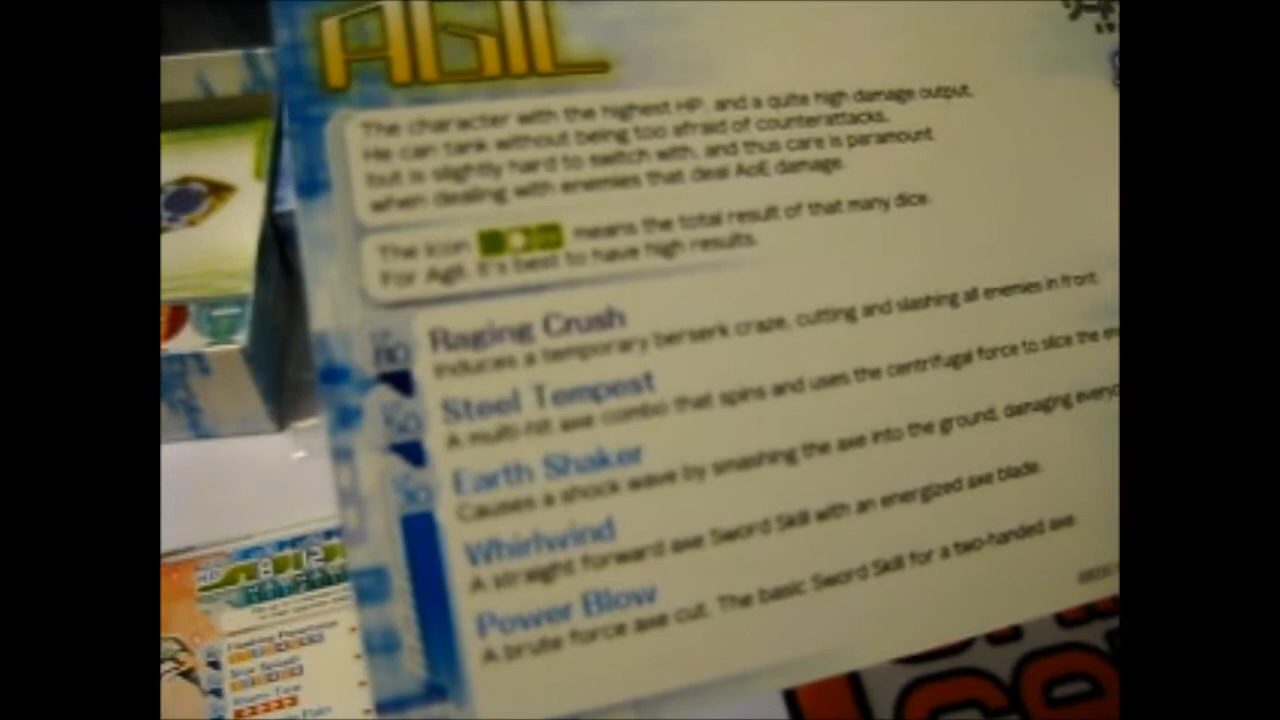 AGIL
The character with the highest HP, and a quite high damage output.
He can tank without being too afraid of counterattacks,
but is slightly hard to switch with, and thus care is paramount
when dealing with enemies that deal AoE damage.
The icon means the total result of that many dice.
For Agil, it's best to have high results.
80
Raging Crush
Induces a temporary berserk craze, cutting and slashing all enemies in front.
50
Steel Tempest
A multi-hit axe combo that spins and uses the centrifugal force to slice the
50
Earth Shaker
Causes a shock wave by smashing the axe into the ground, damaging
Whirlwind
A straight forward axe Sword Skill with an energized axe blade.
Power Blow
A brute force axe cut. The basic Sword Skill for a two-handed axe.
HP